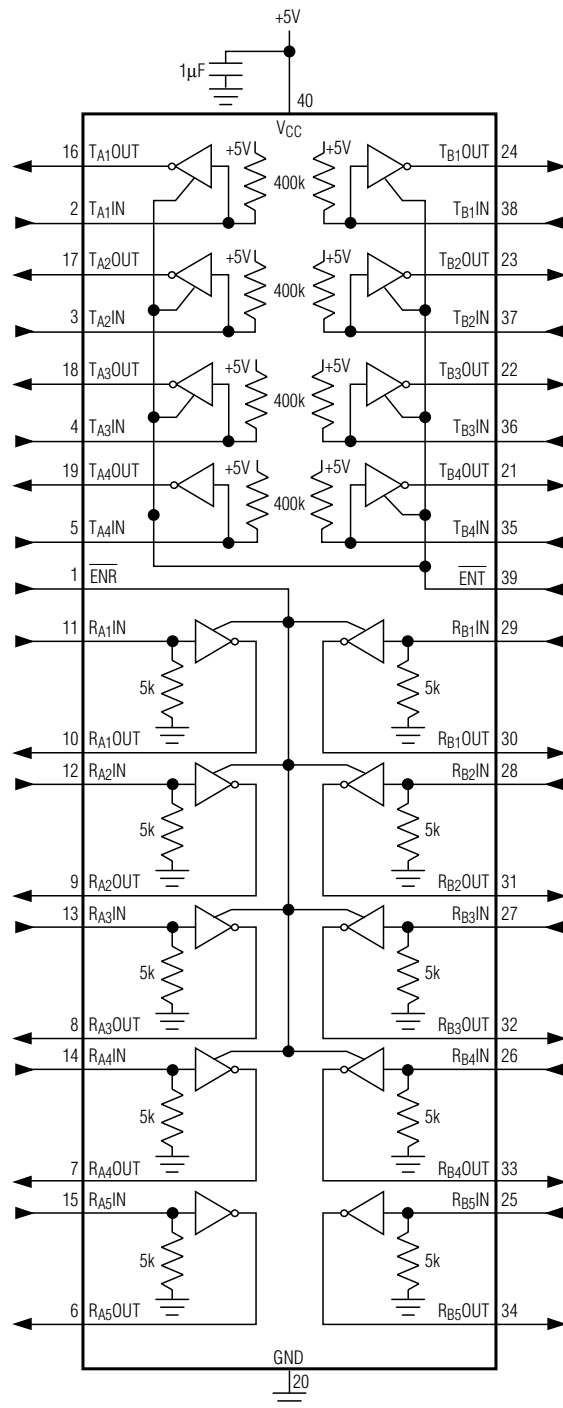 +5V
1µF
40
VCC
16 TA1OUT +5V +5V TB1OUT 24
400k
2 TA1IN TB1IN 38
17 TA2OUT +5V +5V TB2OUT 23
400k
3 TA2IN TB2IN 37
18 TA3OUT +5V +5V TB3OUT 22
400k
4 TA3IN TB3IN 36
19 TA4OUT +5V +5V TB4OUT 21
400k
5 TA4IN TB4IN 35
1 ENR ENT 39
11 RA1IN RB1IN 29
5k 5k
10 RA1OUT RB1OUT 30
12 RA2IN RB2IN 28
5k 5k
9 RA2OUT RB2OUT 31
13 RA3IN RB3IN 27
5k 5k
8 RA3OUT RB3OUT 32
14 RA4IN RB4IN 26
5k 5k
7 RA4OUT RB4OUT 33
15 RA5IN RB5IN 25
5k 5k
6 RA5OUT RB5OUT 34
GND
20